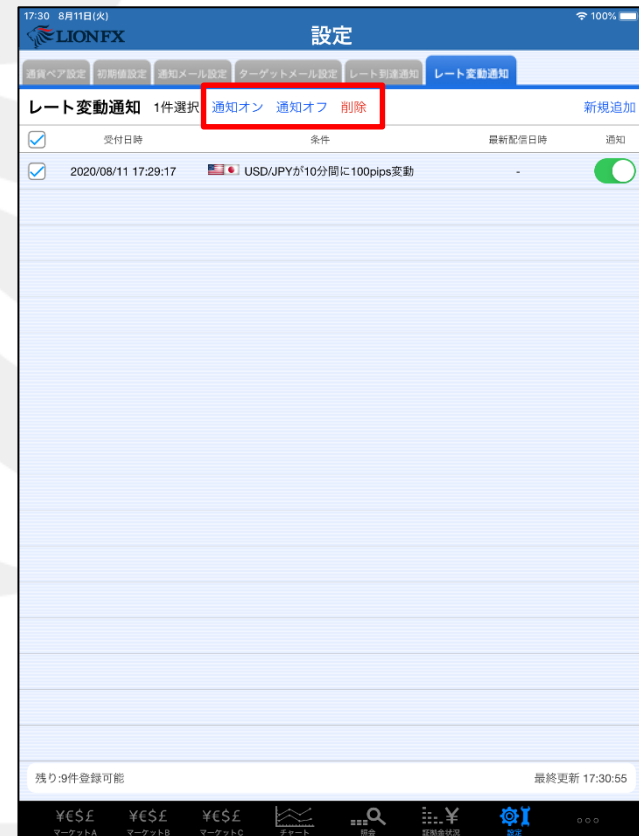 17:30 8月11日(火) 100%
LION FX 設定
通貨ペア設定 初期値設定 通知メール設定 ターゲットメール設定 レート到達通知 レート変動通知
レート変動通知 1件選択 通知オン 通知オフ 削除 新規追加
受付日時 条件 最新配信日時 通知
2020/08/11 17:29:17 USD/JPYが10分間に100pips変動 -
残り:9件登録可能 最終更新 17:30:55
¥€$£ ¥€$£ ¥€$£ ¥
マーケットA マーケットB マーケットC チャート 照会 証拠金状況 設定